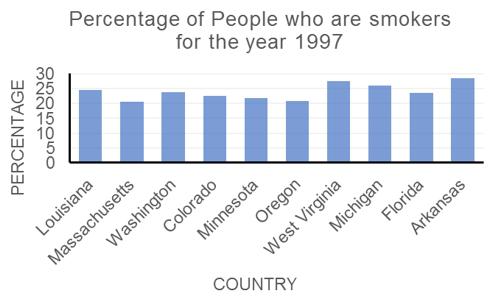 Percentage of People who are smokers
for the year 1997
PERCENTAGE
30
25
20
15
10
5
0
Louisiana
Massachusetts
Washington
Colorado
Minnesota
Oregon
West Virginia
Michigan
Florida
Arkansas
COUNTRY